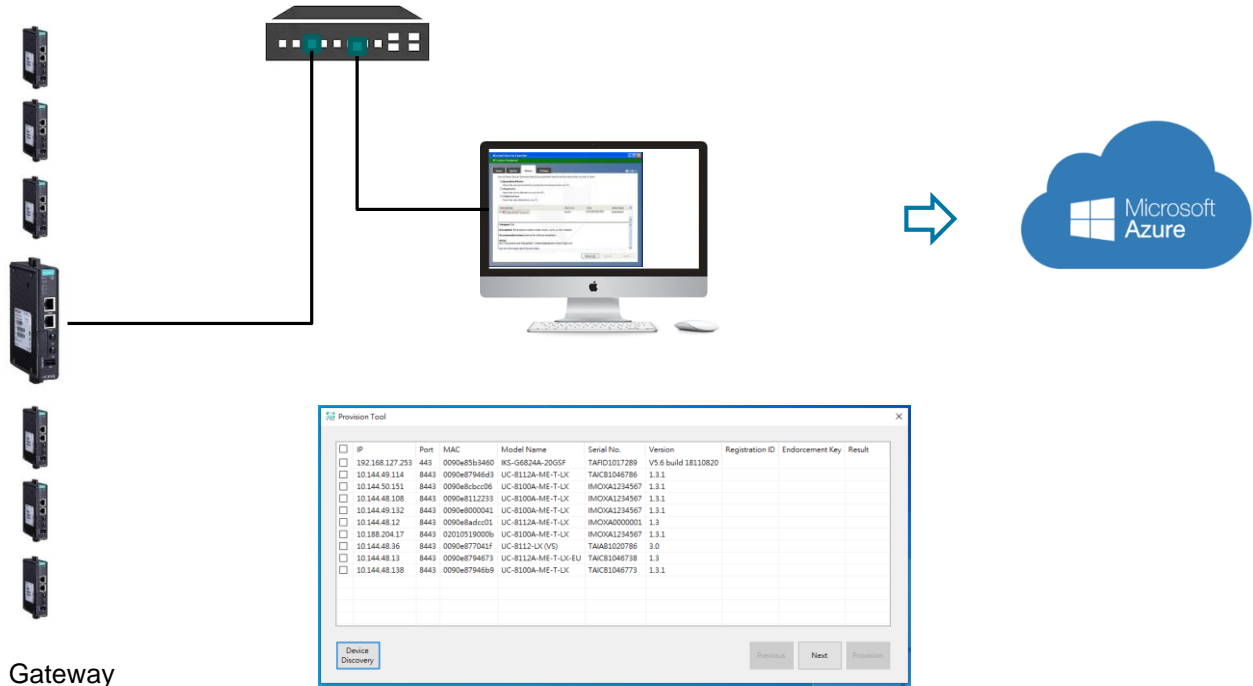 Microsoft
Azure
Provision Tool
IP Port MAC Model Name Serial No. Version Registration ID Endorsement Key Result
192.168.127.253 443 0090e85b3460 IKS-G6824A-20GSF TAFID1017289 V5.6 build 18110820
10.144.49.114 8443 0090e87946d3 UC-8112A-ME-T-LX TAICB1046786 1.3.1
10.144.50.151 8443 0090e8cbcc06 UC-8100A-ME-T-LX IMOXA1234567 1.3.1
10.144.48.108 8443 0090e8112233 UC-8100A-ME-T-LX IMOXA1234567 1.3.1
10.144.49.132 8443 0090e8000041 UC-8100A-ME-T-LX IMOXA1234567 1.3.1
10.144.48.12 8443 0090e8adcc01 UC-8112A-ME-T-LX IMOXA0000001 1.3
10.188.204.17 8443 02010519000b UC-8100A-ME-T-LX IMOXA1234567 1.3.1
10.144.48.36 8443 0090e877041f UC-8112-LX (VS) TAIAB1020786 3.0
10.144.48.13 8443 0090e8794673 UC-8112A-ME-T-LX-EU TAICB1046738 1.3
10.144.48.138 8443 0090e87946b9 UC-8100A-ME-T-LX TAICB1046773 1.3.1
Device
Discovery
Previous Next Provision
Gateway